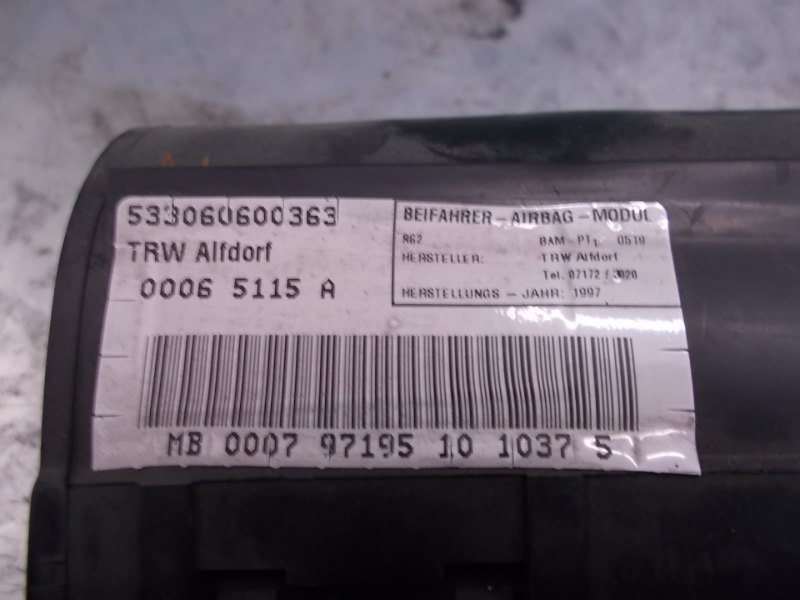 533060600363
TRW Alfdorf
0006 5115 A
BEIFAHRER-AIRBAG-MODUL
R62 BAM-PT1 0519
HERSTELLER: TRW Alfdorf
Tel. 07172 / 3020
HERSTELLUNGS - JAHR: 1997
MB 0007 97195 10 1037 5